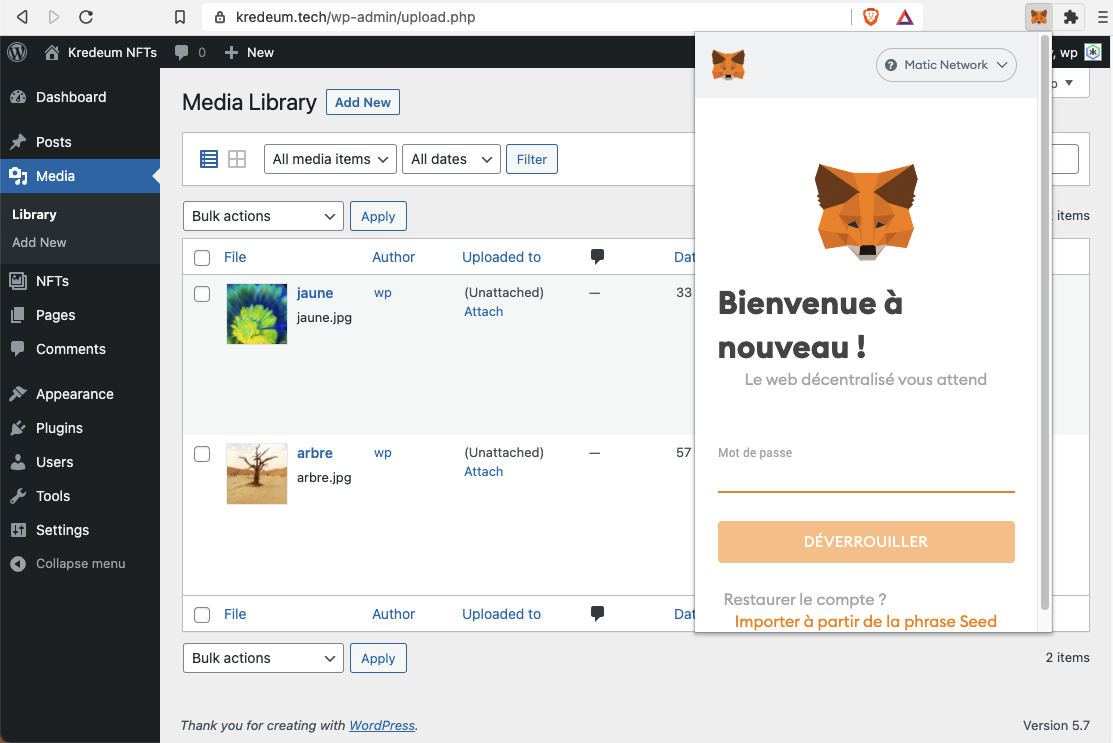 kredeum.tech/wp-admin/upload.php
Kredeum NFTs
0
New
, wp
Dashboard
Posts
Media
Library
Add New
NFTs
Pages
Comments
Appearance
Plugins
Users
Tools
Settings
Collapse menu
Media Library
Add New
All media items
All dates
Filter
Bulk actions
Apply
items
File
Author
Uploaded to
Dat
jaune
jaune.jpg
wp
(Unattached)
Attach
—
33
arbre
arbre.jpg
wp
(Unattached)
Attach
—
57
File
Author
Uploaded to
Dat
Bulk actions
Apply
2 items
Thank you for creating with WordPress.
Version 5.7
Matic Network
Bienvenue à
nouveau !
Le web décentralisé vous attend
Mot de passe
DÉVERROUILLER
Restaurer le compte ?
Importer à partir de la phrase Seed